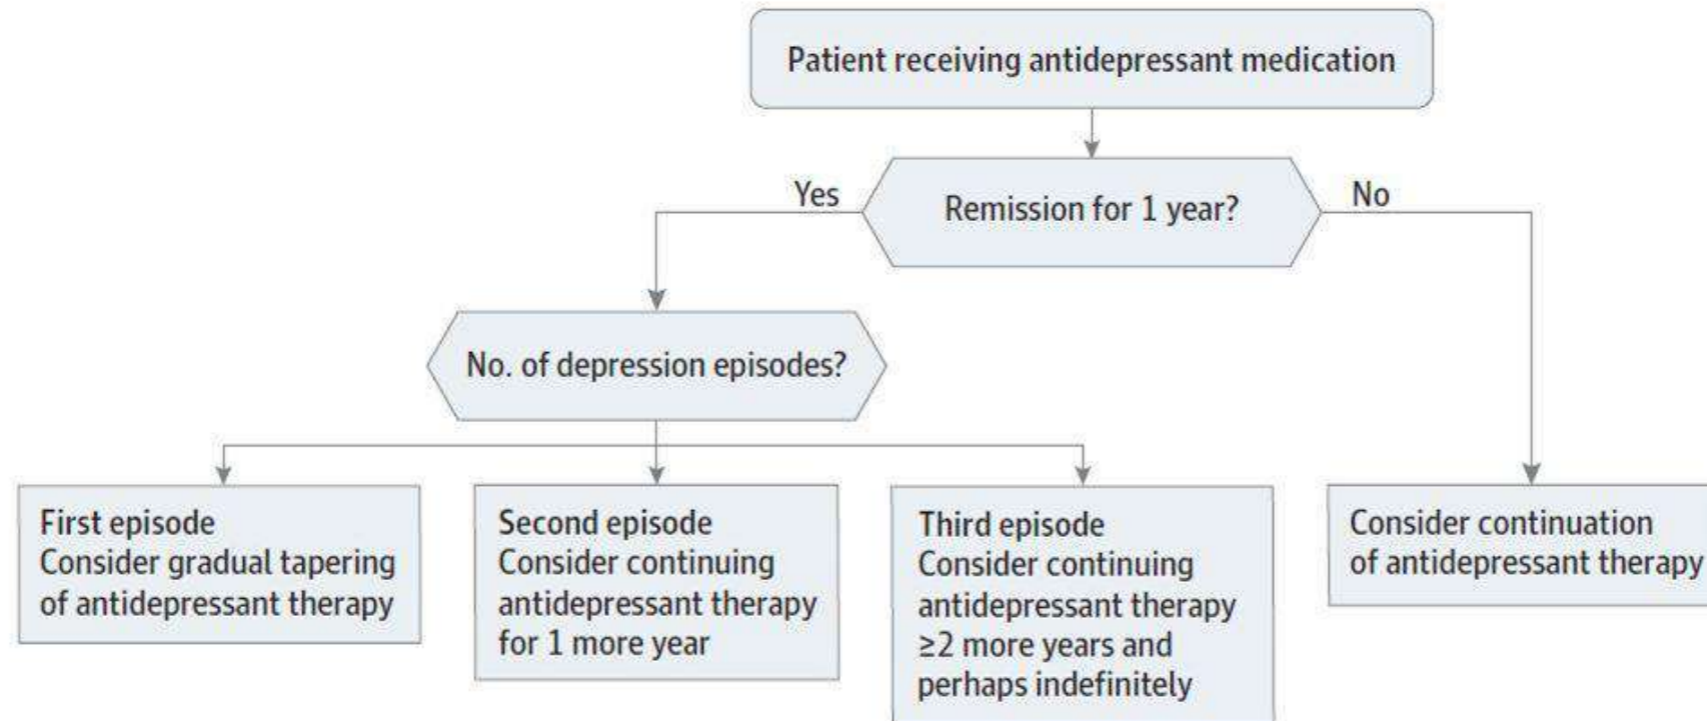 Patient receiving antidepressant medication
Yes
Remission for 1 year?
No
No. of depression episodes?
First episode
Consider gradual tapering
of antidepressant therapy
Second episode
Consider continuing
antidepressant therapy
for 1 more year
Third episode
Consider continuing
antidepressant therapy
≥2 more years and
perhaps indefinitely
Consider continuation
of antidepressant therapy